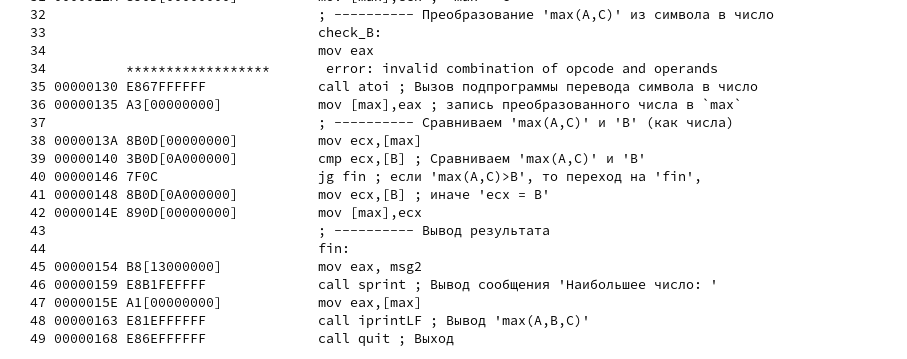 32 ; ---------- Преобразование 'max(A,C)' из символа в число
33 check_B:
34 mov eax
34 ****************** error: invalid combination of opcode and operands
35 00000130 E867FFFFFF call atoi ; Вызов подпрограммы перевода символа в число
36 00000135 A3[00000000] mov [max],eax ; запись преобразованного числа в `max`
37 ; ---------- Сравниваем 'max(A,C)' и 'B' (как числа)
38 0000013A 8B0D[00000000] mov ecx,[max]
39 00000140 3B0D[0A000000] cmp ecx,[B] ; Сравниваем 'max(A,C)' и 'B'
40 00000146 7F0C jg fin ; если 'max(A,C)>B', то переход на 'fin',
41 00000148 8B0D[0A000000] mov ecx,[B] ; иначе 'ecx = B'
42 0000014E 890D[00000000] mov [max],ecx
43 ; ---------- Вывод результата
44 fin:
45 00000154 B8[13000000] mov eax, msg2
46 00000159 E8B1FEFFFF call sprint ; Вывод сообщения 'Наибольшее число: '
47 0000015E A1[00000000] mov eax,[max]
48 00000163 E81EFFFFFF call iprintLF ; Вывод 'max(A,B,C)'
49 00000168 E86EFFFFFF call quit ; Выход